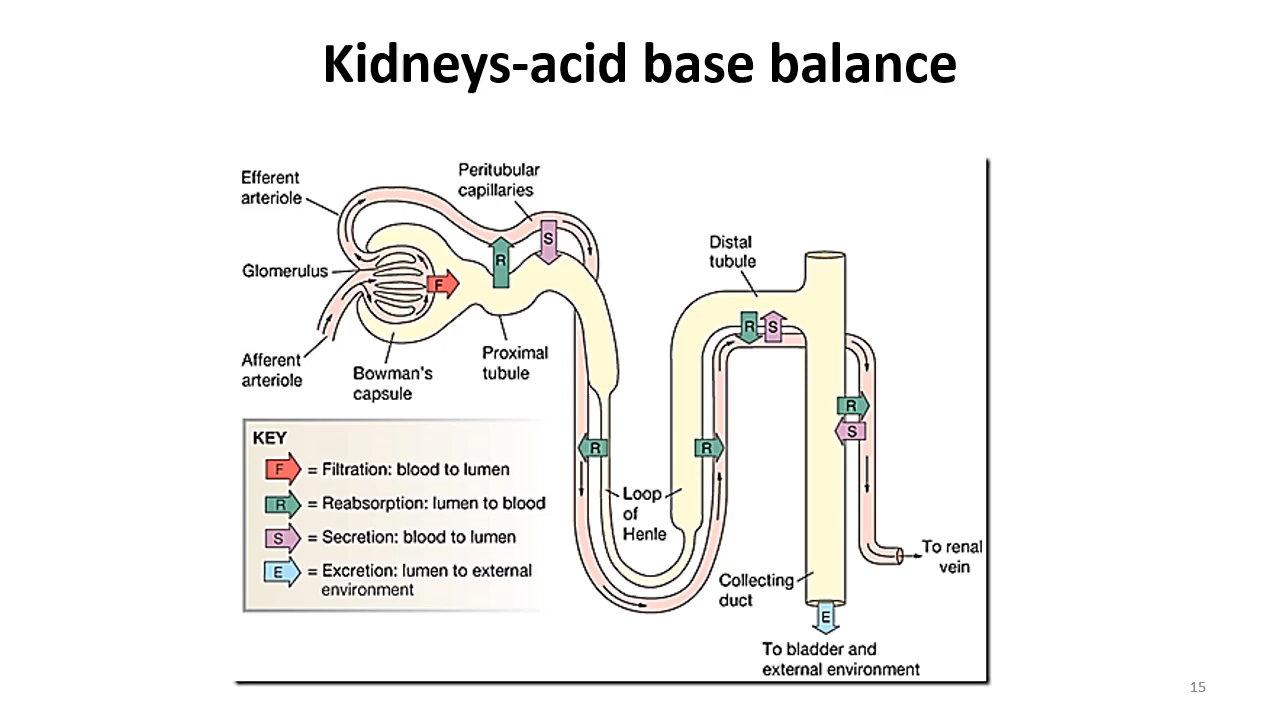 Kidneys-acid base balance
Efferent
arteriole
Peritubular
capillaries
S
R
Glomerulus
F
Distal
tubule
R S
Afferent
arteriole
Bowman's
capsule
Proximal
tubule
R
S
KEY
F = Filtration: blood to lumen
R = Reabsorption: lumen to blood
S = Secretion: blood to lumen
E = Excretion: lumen to external
environment
R
R
Loop
of
Henle
Collecting
duct
To renal
vein
E
To bladder and
external environment
15